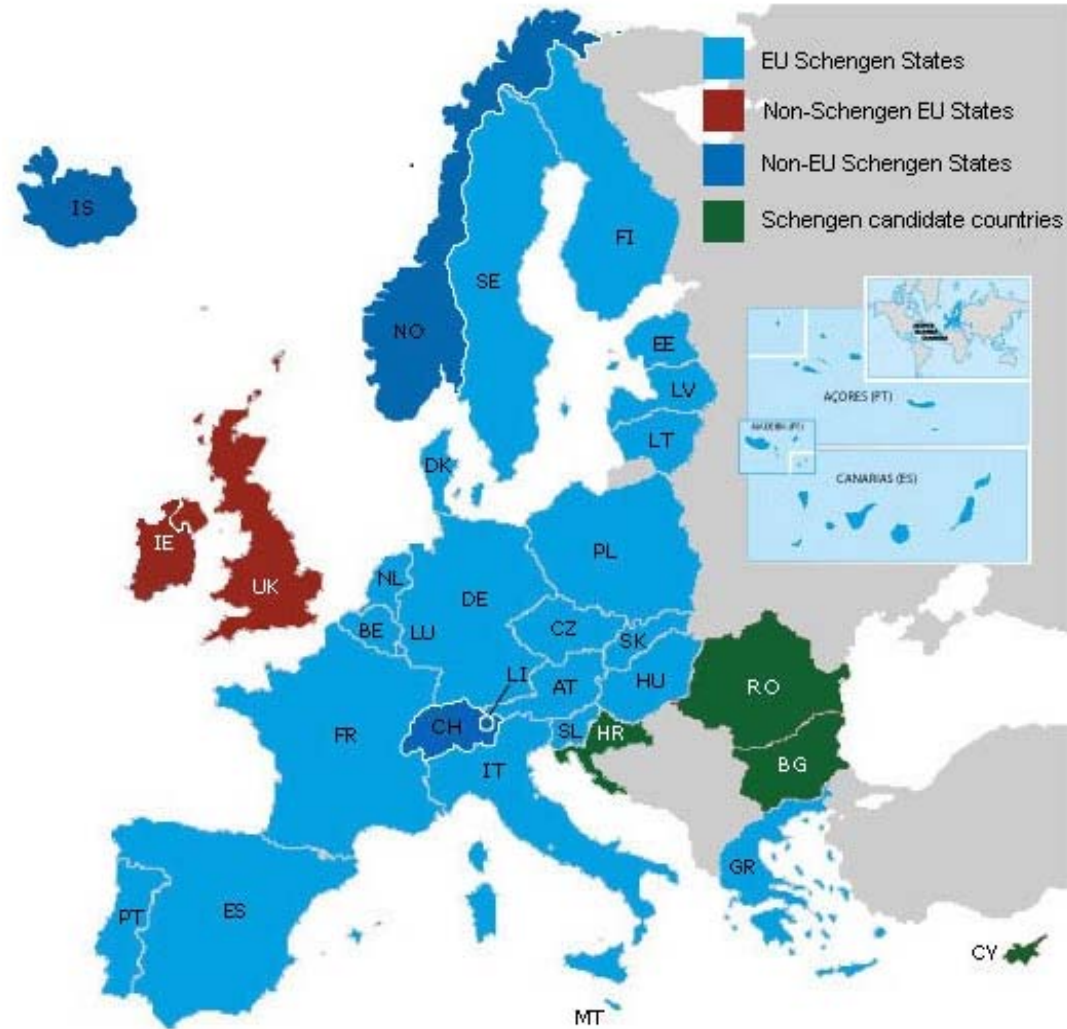 EU Schengen States
Non-Schengen EU States
Non-EU Schengen States
Schengen candidate countries
IS
FI
SE
NO
EE
LV
AÇORES (PT)
LT
DK
CANARIAS (ES)
IE
PL
NL
UK
DE
BE
LU
CZ
SK
LI
AT
HU
RO
FR
CH
SL
HR
IT
BG
GR
PT
ES
CY
MT